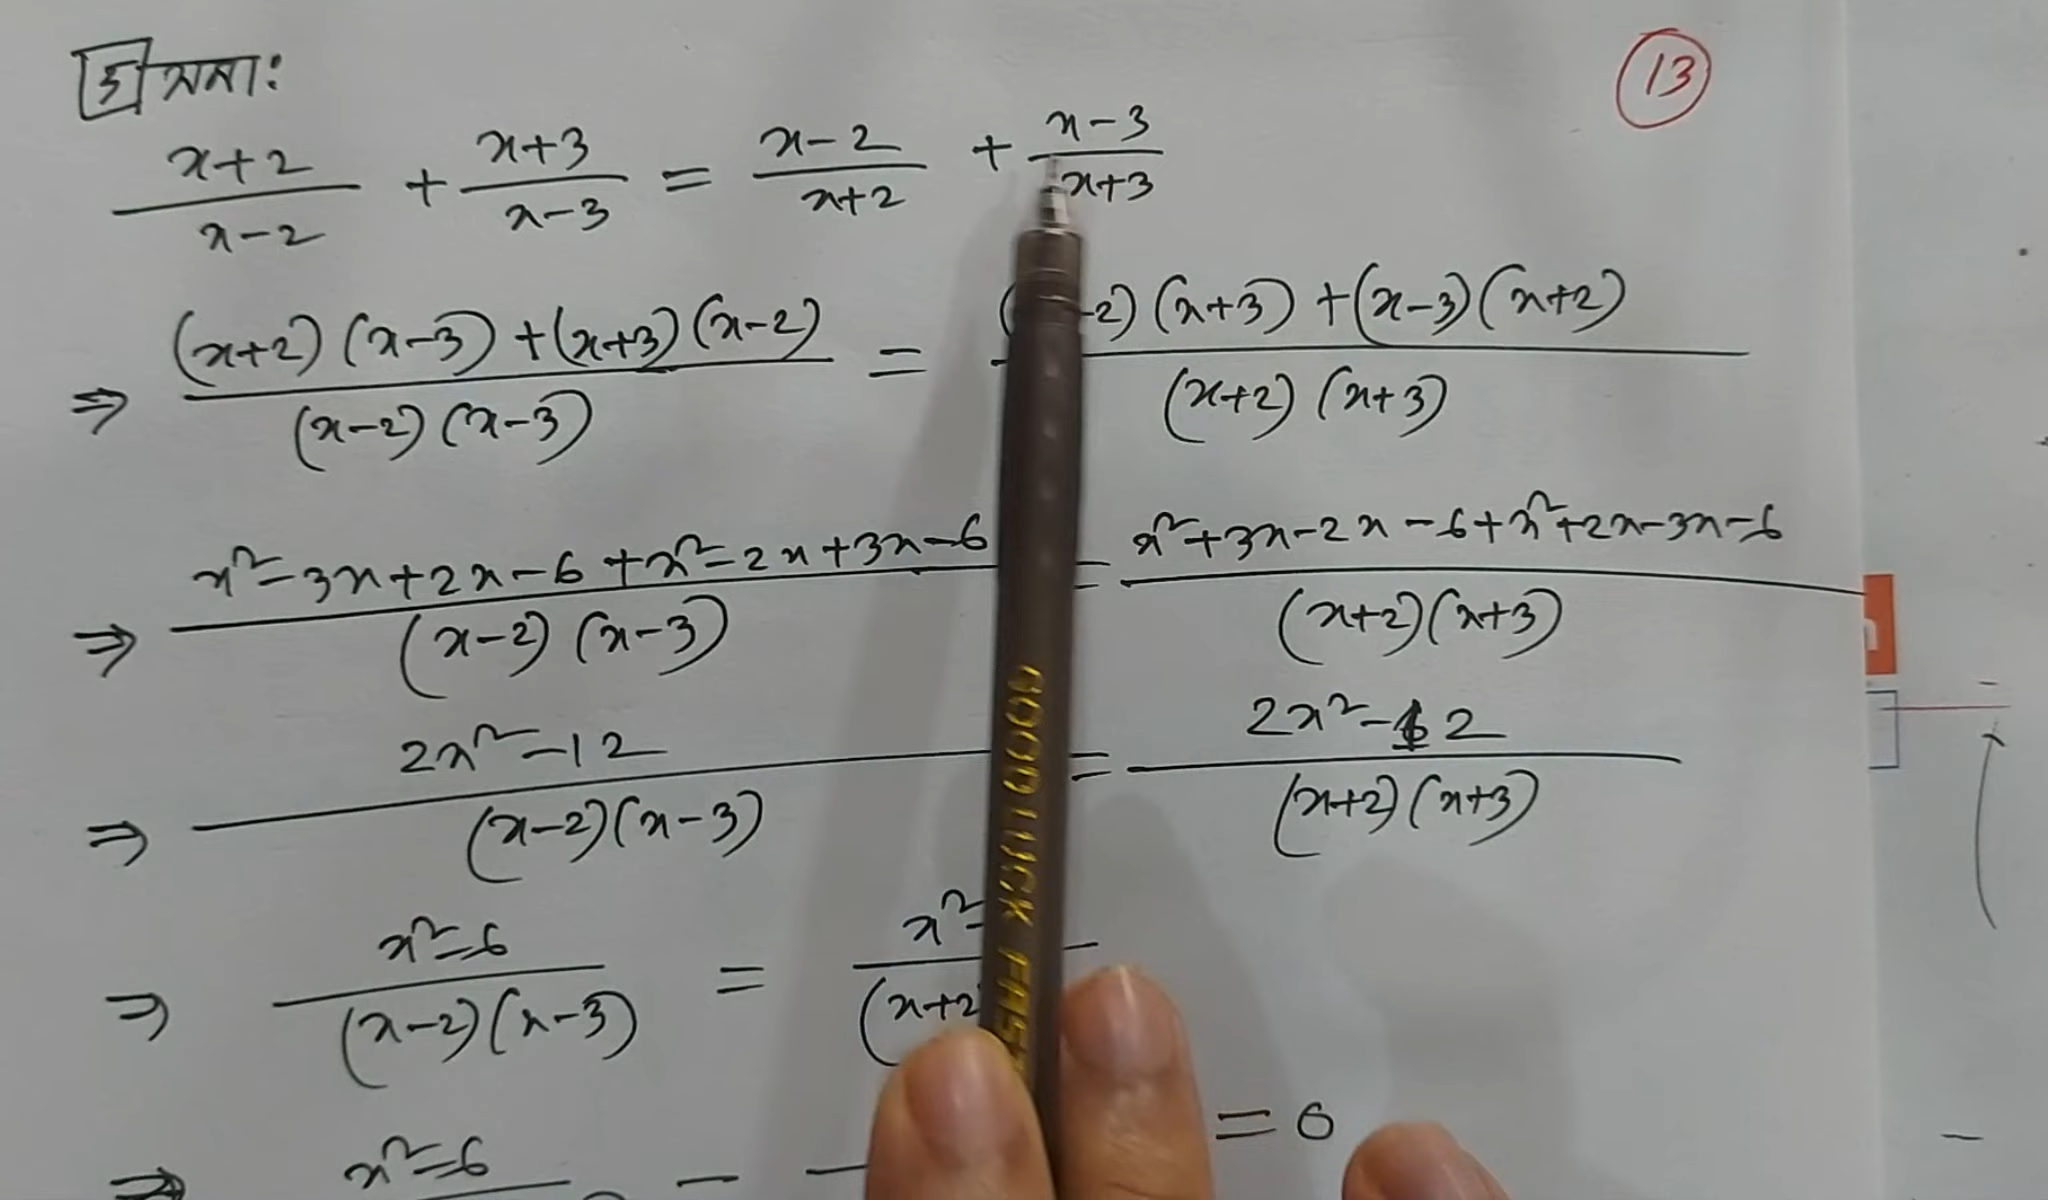 13
x+2/x-2 + x+3/x-3 = x-2/x+2 + x-3/x+3
⇒ (x+2)(x-3)+(x+3)(x-2)/(x-2)(x-3) = -2)(x+3)+(x-3)(x+2)/(x+2)(x+3)
⇒ x²-3x+2x-6+x²-2x+3x-6/(x-2)(x-3) = x²+3x-2x-6+x²+2x-3x-6/(x+2)(x+3)
⇒ 2x²-12/(x-2)(x-3) = 2x²-12/(x+2)(x+3)
⇒ x²-6/(x-2)(x-3) = x²-/(x+2
⇒ x²-6 - = 0
GOOD LUCK